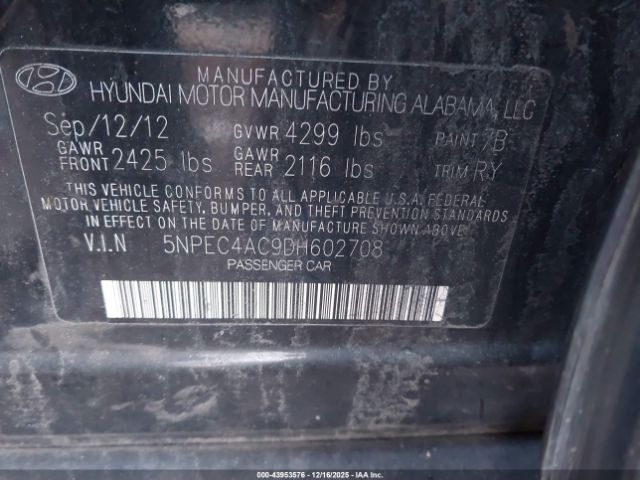 MANUFACTURED BY
HYUNDAI MOTOR MANUFACTURING ALABAMA, LLC
Sep/12/12 GVWR 4299 lbs PAINT 7B
GAWR FRONT 2425 lbs GAWR REAR 2116 lbs TRIM RY
THIS VEHICLE CONFORMS TO ALL APPLICABLE U.S.A. FEDERAL
MOTOR VEHICLE SAFETY, BUMPER, AND THEFT PREVENTION STANDARDS
IN EFFECT ON THE DATE OF MANUFACTURE SHOWN ABOVE.
V.I.N 5NPEC4AC9DH602708
PASSENGER CAR
000-43953576 - 12/16/2025 - IAA Inc.